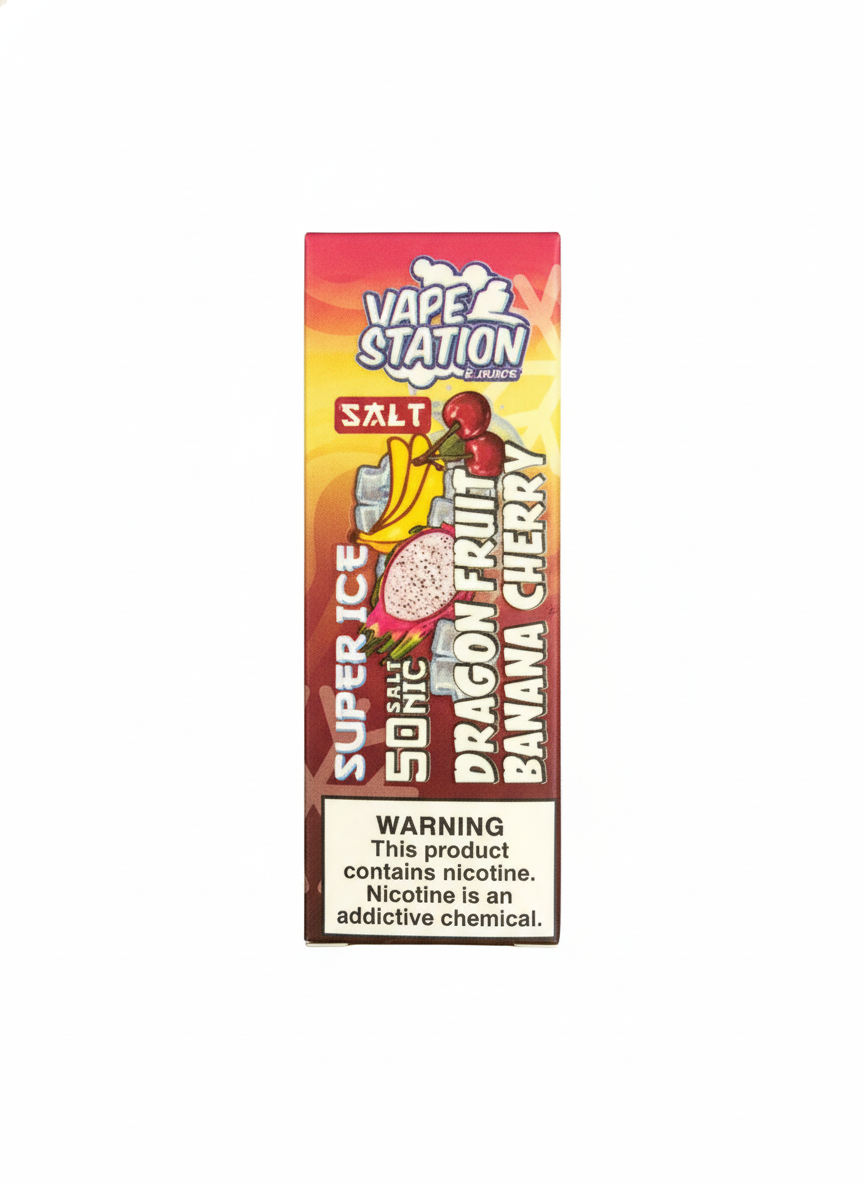 VAPE
STATION
SALT
SUPER ICE
50 SALT
NIC
DRAGON FRUIT
BANANA CHERRY
WARNING
This product
contains nicotine.
Nicotine is an
addictive chemical.